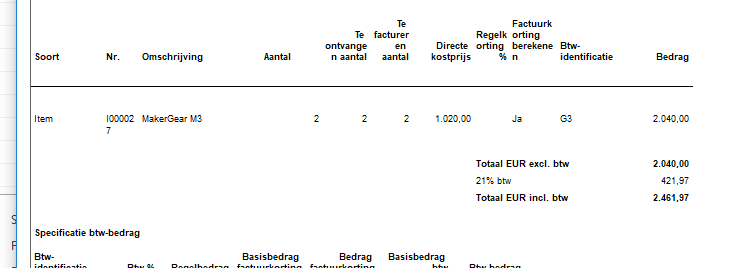 Te Factuurk
Te facturer Regelk orting
ontvange en Directe orting berekene Btw-
Soort Nr. Omschrijving Aantal n aantal aantal kostprijs % n identificatie Bedrag
Item I00002 MakerGear M3 2 2 2 1.020,00 Ja G3 2.040,00
7
Totaal EUR excl. btw 2.040,00
21% btw 421,97
Totaal EUR incl. btw 2.461,97
Specificatie btw-bedrag
Btw- Basisbedrag Bedrag Basisbedrag
identificatie Btw % Regelbedrag factuurkorting factuurkorting btw Btw-bedrag